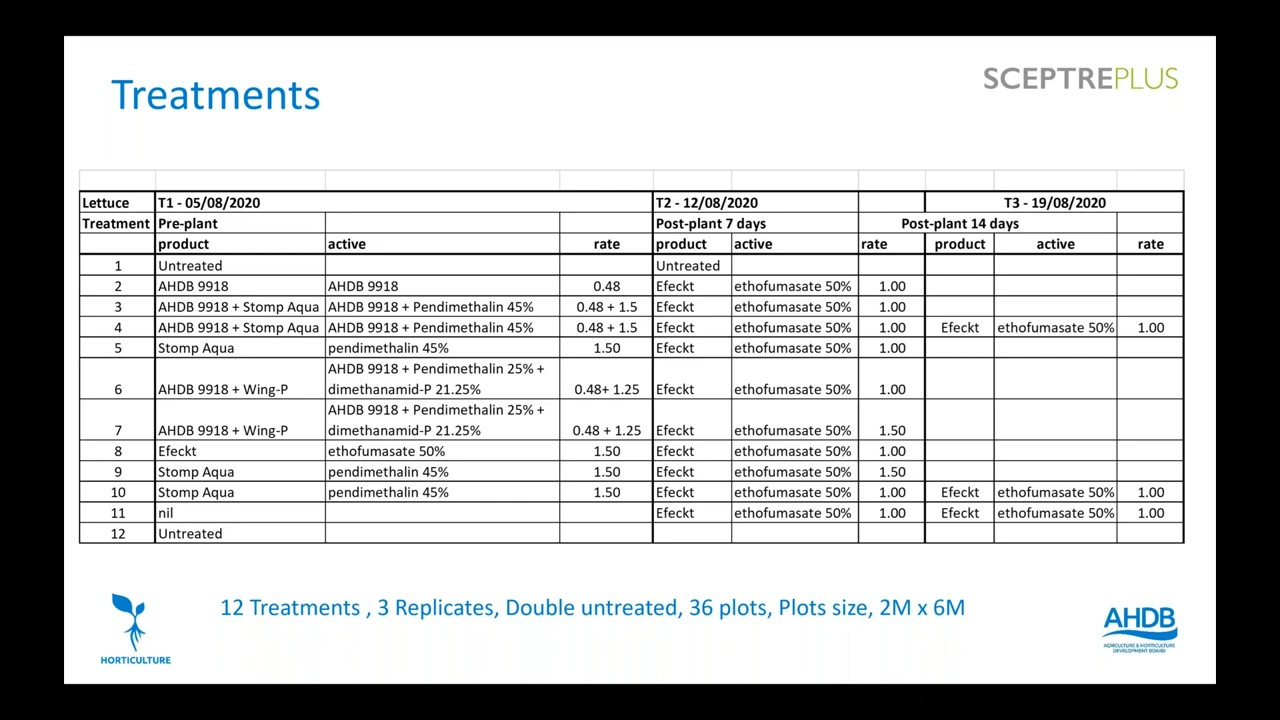 Treatments
SCEPTREPLUS
Lettuce T1 - 05/08/2020 T2 - 12/08/2020 T3 - 19/08/2020
Treatment Pre-plant Post-plant 7 days Post-plant 14 days
product active rate product active rate product active rate
1 Untreated Untreated
2 AHDB 9918 AHDB 9918 0.48 Efeckt ethofumasate 50% 1.00
3 AHDB 9918 + Stomp Aqua AHDB 9918 + Pendimethalin 45% 0.48 + 1.5 Efeckt ethofumasate 50% 1.00
4 AHDB 9918 + Stomp Aqua AHDB 9918 + Pendimethalin 45% 0.48 + 1.5 Efeckt ethofumasate 50% 1.00 Efeckt ethofumasate 50% 1.00
5 Stomp Aqua pendimethalin 45% 1.50 Efeckt ethofumasate 50% 1.00
AHDB 9918 + Pendimethalin 25% +
6 AHDB 9918 + Wing-P dimethanamid-P 21.25% 0.48+ 1.25 Efeckt ethofumasate 50% 1.00
AHDB 9918 + Pendimethalin 25% +
7 AHDB 9918 + Wing-P dimethanamid-P 21.25% 0.48 + 1.25 Efeckt ethofumasate 50% 1.50
8 Efeckt ethofumasate 50% 1.50 Efeckt ethofumasate 50% 1.00
9 Stomp Aqua pendimethalin 45% 1.50 Efeckt ethofumasate 50% 1.50
10 Stomp Aqua pendimethalin 45% 1.50 Efeckt ethofumasate 50% 1.00 Efeckt ethofumasate 50% 1.00
11 nil Efeckt ethofumasate 50% 1.00 Efeckt ethofumasate 50% 1.00
12 Untreated
12 Treatments , 3 Replicates, Double untreated, 36 plots, Plots size, 2M x 6M
HORTICULTURE
AHDB
AGRICULTURE & HORTICULTURE
DEVELOPMENT BOARD